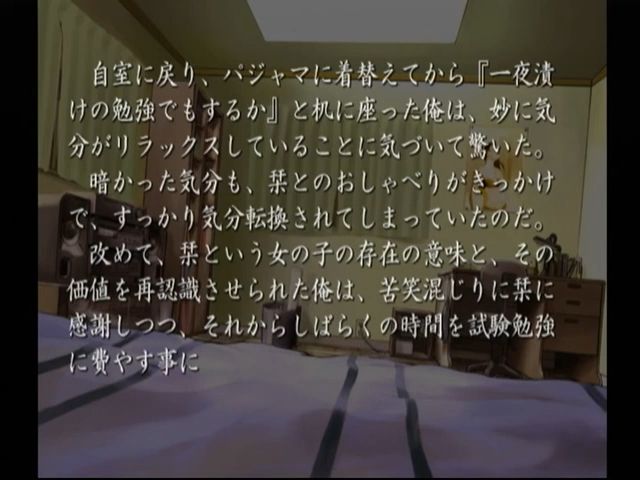 自室に戻り、パジャマに着替えてから『一夜漬
けの勉強でもするか』と机に座った俺は、妙に気
分がリラックスしていることに気づいて驚いた。
暗かった気分も、栞とのおしゃべりがきっかけ
で、すっかり気分転換されてしまっていたのだ。
改めて、栞という女の子の存在の意味と、その
価値を再認識させられた俺は、苦笑混じりに栞に
感謝しつつ、それからしばらくの時間を試験勉強
に費やす事に